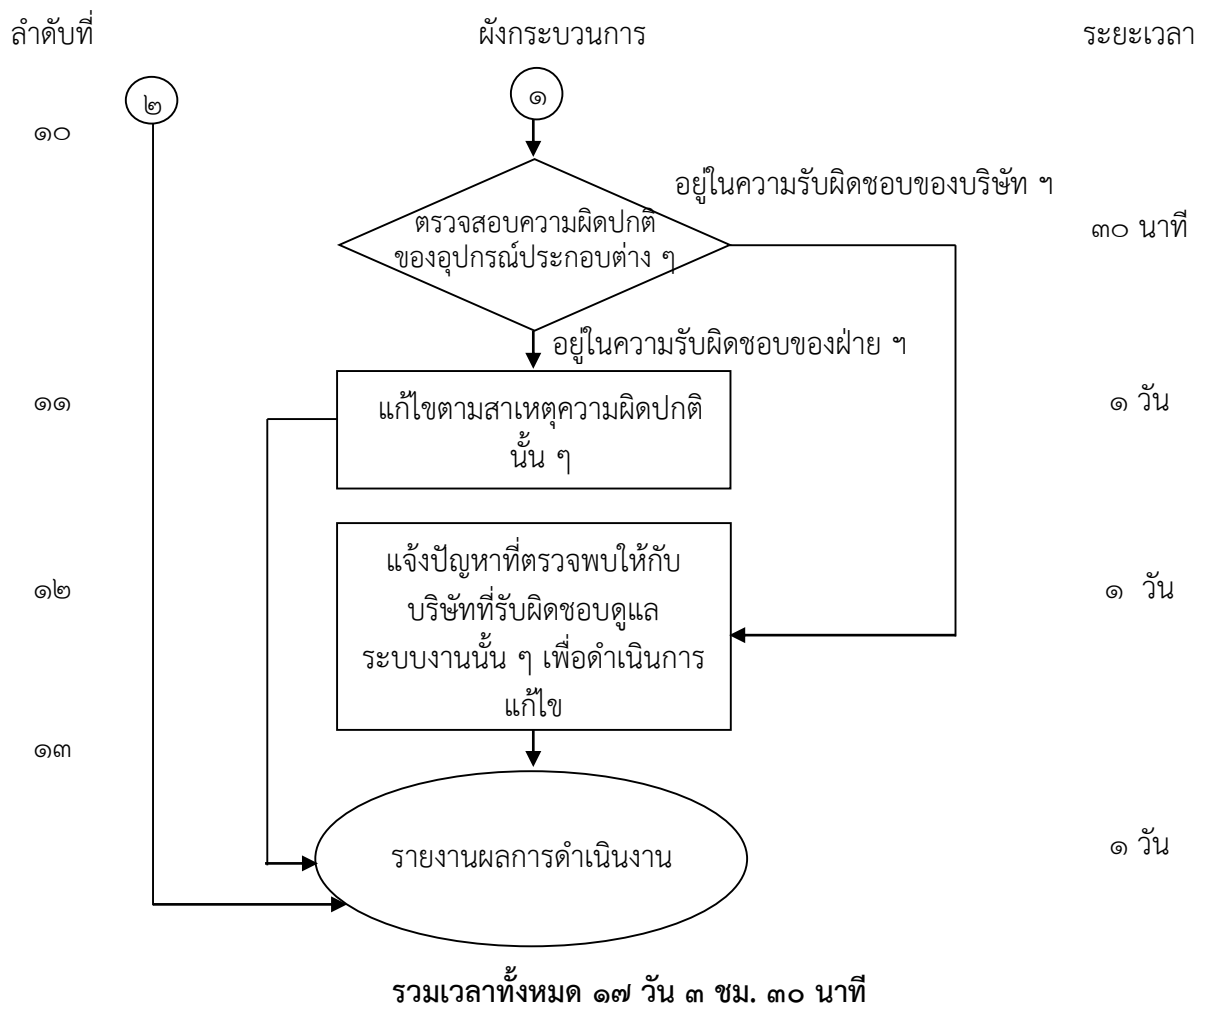 ลำดับที่ ผังกระบวนการ ระยะเวลา
๒ ๑
๑๐
อยู่ในความรับผิดชอบของบริษัท ฯ
ตรวจสอบความผิดปกติ
ของอุปกรณ์ประกอบต่าง ๆ
๓๐ นาที
อยู่ในความรับผิดชอบของฝ่าย ฯ
๑๑
แก้ไขตามสาเหตุความผิดปกติ
นั้น ๆ
๑ วัน
๑๒
แจ้งปัญหาที่ตรวจพบให้กับ
บริษัทที่รับผิดชอบดูแล
ระบบงานนั้น ๆ เพื่อดำเนินการ
แก้ไข
๑ วัน
๑๓
รายงานผลการดำเนินงาน
๑ วัน
รวมเวลาทั้งหมด ๑๗ วัน ๓ ชม. ๓๐ นาที